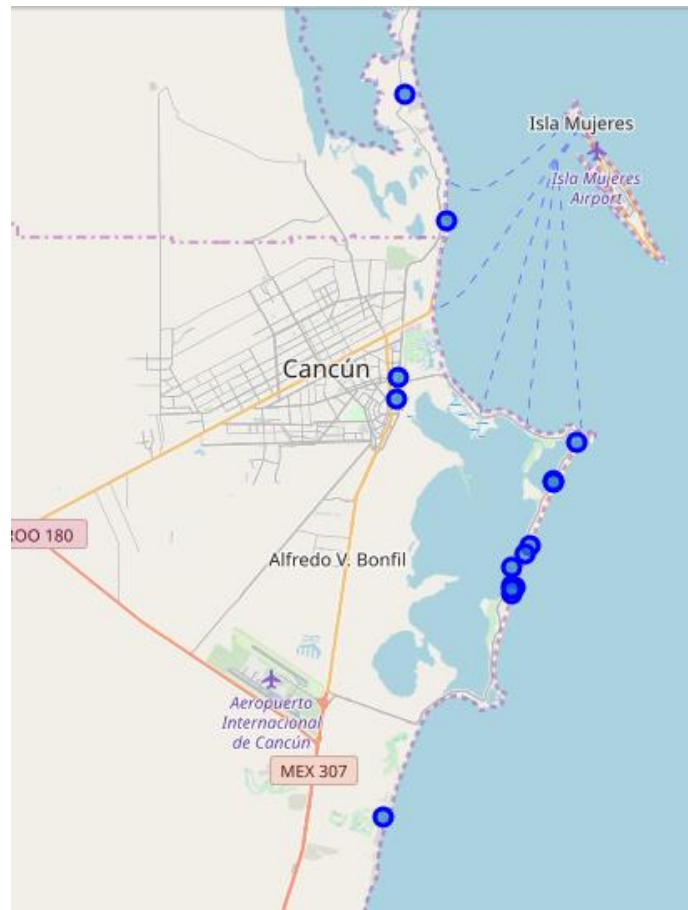 Isla Mujeres
Isla Mujeres
Airport
Cancún
ROO 180
Alfredo V. Bonfil
Aeropuerto
Internacional
de Cancún
MEX 307